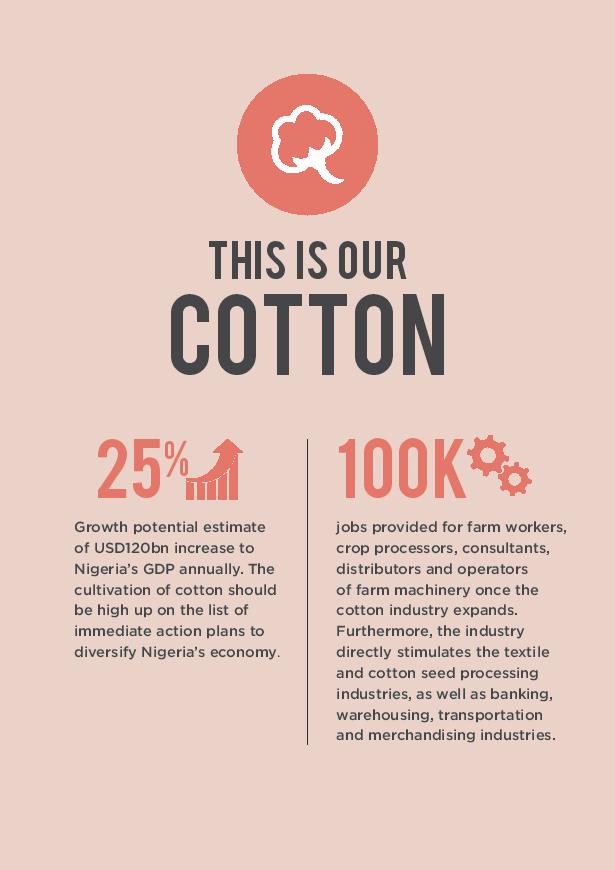 THIS IS OUR
COTTON
25%
Growth potential estimate
of USD120bn increase to
Nigeria's GDP annually. The
cultivation of cotton should
be high up on the list of
immediate action plans to
diversify Nigeria's economy.
100K
jobs provided for farm workers,
crop processors, consultants,
distributors and operators
of farm machinery once the
cotton industry expands.
Furthermore, the industry
directly stimulates the textile
and cotton seed processing
industries, as well as banking,
warehousing, transportation
and merchandising industries.